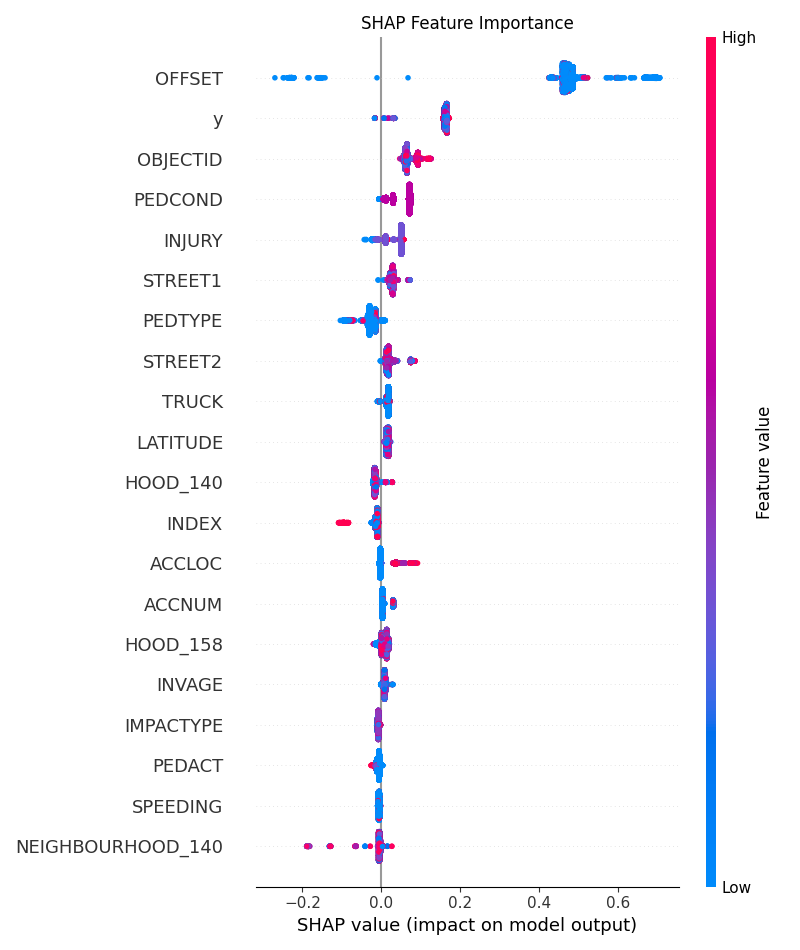 SHAP Feature Importance
High
OFFSET
y
OBJECTID
PEDCOND
INJURY
STREET1
PEDTYPE
STREET2
TRUCK
LATITUDE
HOOD_140
INDEX
ACCLOC
ACCNUM
HOOD_158
INVAGE
IMPACTYPE
PEDACT
SPEEDING
NEIGHBOURHOOD_140
Feature value
Low
−0.2 0.0 0.2 0.4 0.6
SHAP value (impact on model output)